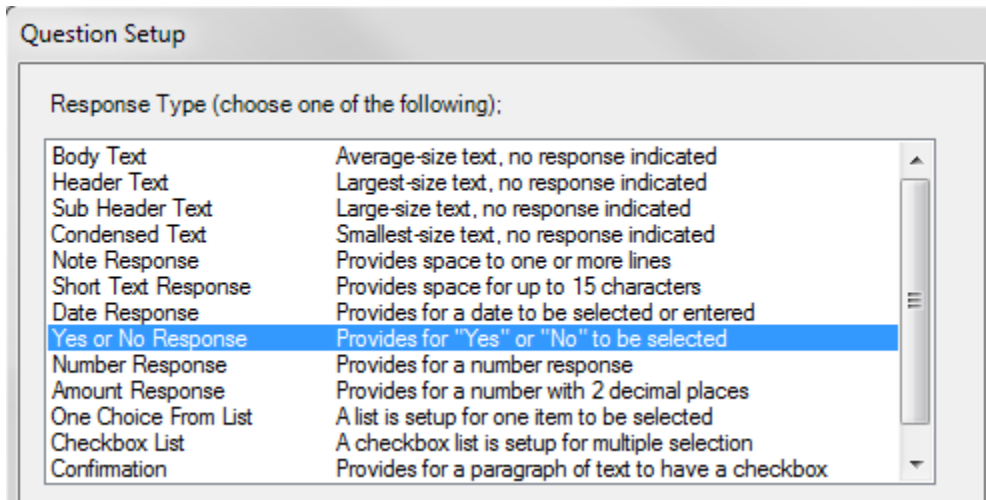 Question Setup
Response Type (choose one of the following);
Body Text Average-size text, no response indicated
Header Text Largest-size text, no response indicated
Sub Header Text Large-size text, no response indicated
Condensed Text Smallest-size text, no response indicated
Note Response Provides space to one or more lines
Short Text Response Provides space for up to 15 characters
Date Response Provides for a date to be selected or entered
Yes or No Response Provides for "Yes" or "No" to be selected
Number Response Provides for a number response
Amount Response Provides for a number with 2 decimal places
One Choice From List A list is setup for one item to be selected
Checkbox List A checkbox list is setup for multiple selection
Confirmation Provides for a paragraph of text to have a checkbox